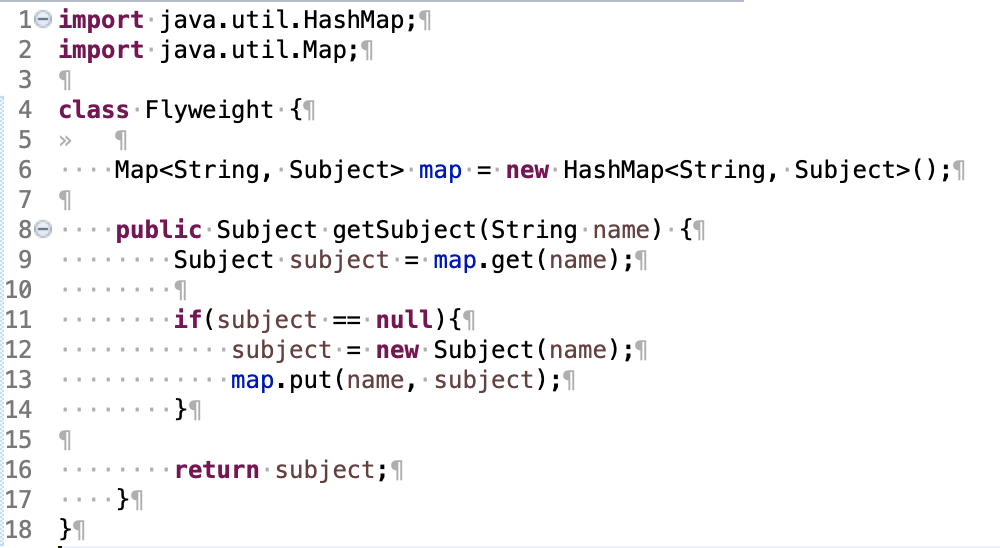 1 import java.util.HashMap;¶
2 import java.util.Map;¶
3 ¶
4 class Flyweight {¶
5 »   ¶
6 ····Map<String, Subject> map = new HashMap<String, Subject>();¶
7 ¶
8 ····public Subject getSubject(String name) {¶
9 ········Subject subject = map.get(name);¶
10 ········¶
11 ········if(subject == null){¶
12 ············subject = new Subject(name);¶
13 ············map.put(name, subject);¶
14 ········}¶
15 ¶
16 ········return subject;¶
17 ····}¶
18 }¶